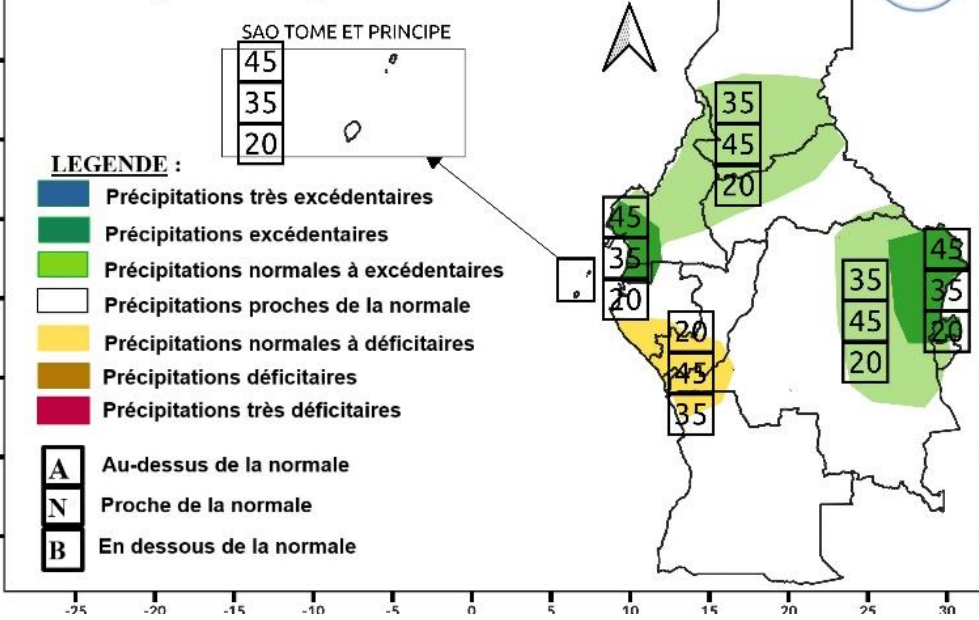 SAO TOME ET PRINCIPE
45
35
20
LEGENDE :
Précipitations très excédentaires
Précipitations excédentaires
Précipitations normales à excédentaires
Précipitations proches de la normale
Précipitations normales à déficitaires
Précipitations déficitaires
Précipitations très déficitaires
A Au-dessus de la normale
N Proche de la normale
B En dessous de la normale
35
45
20
45
35
20
20
45
35
35
45
20
45
35
20
-25 -20 -15 -10 -5 0 5 10 15 20 25 30